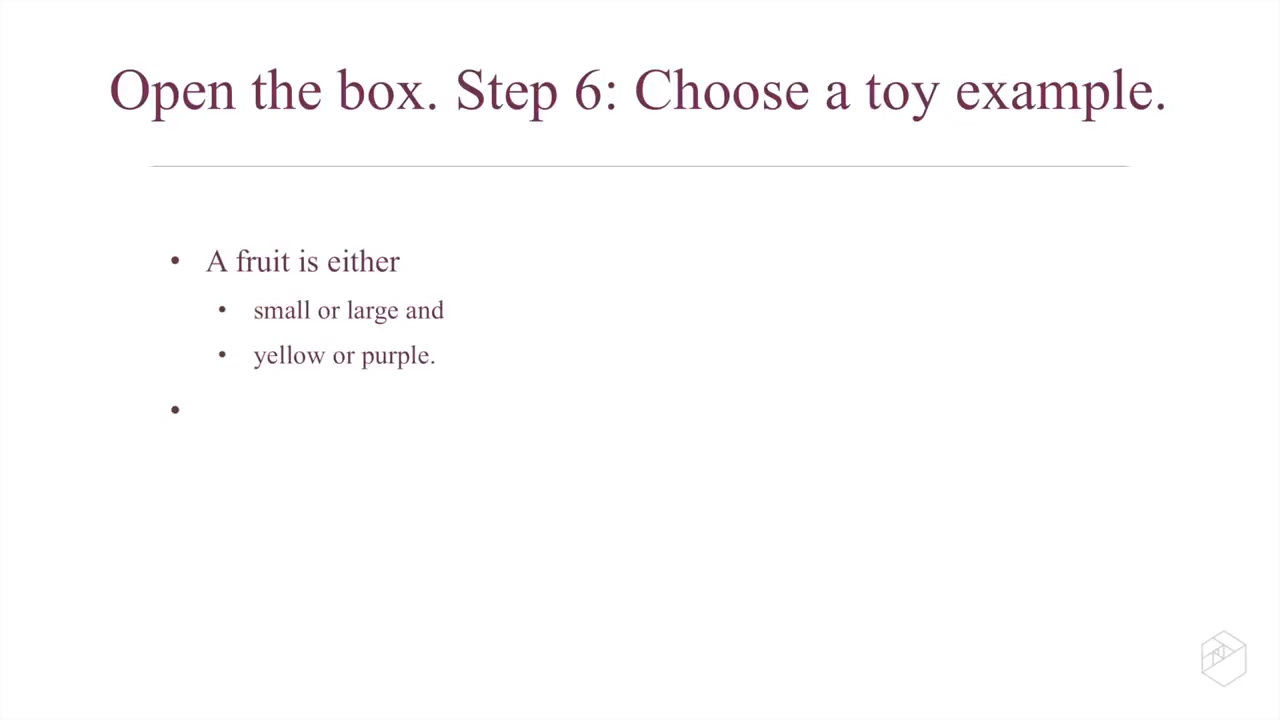 Open the box. Step 6: Choose a toy example.
• A fruit is either
• small or large and
• yellow or purple.
•